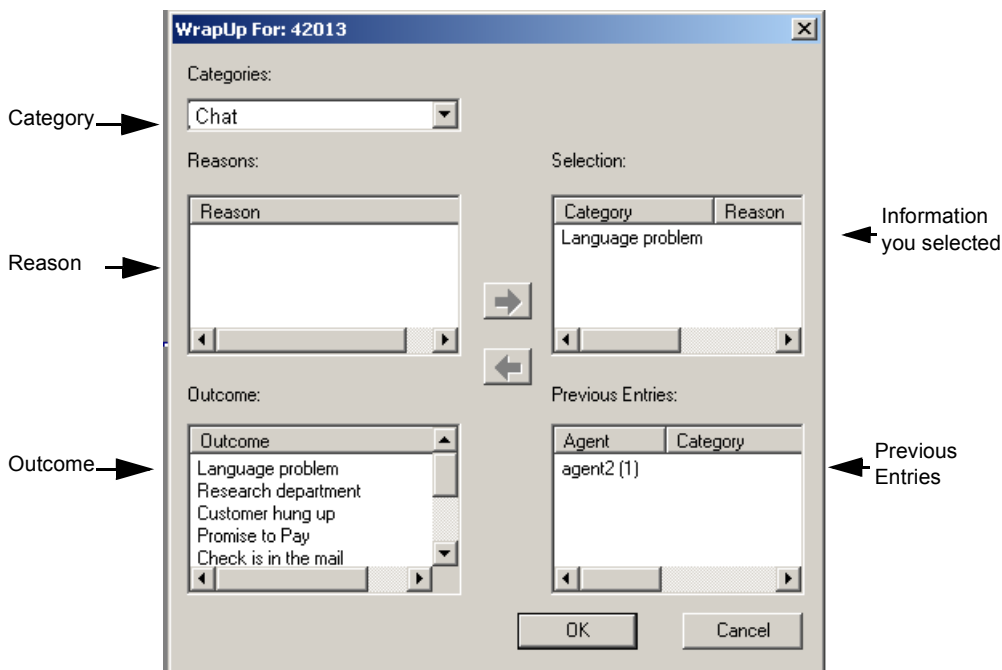 WrapUp For: 42013
Categories:
Category
Chat
Reasons:
Selection:
Reason
Category Reason
Language problem
Information
you selected
Reason
Outcome:
Previous Entries:
Outcome
Agent Category
Language problem
agent2 (1)
Research department
Customer hung up
Promise to Pay
Check is in the mail
Outcome
Previous
Entries
OK
Cancel